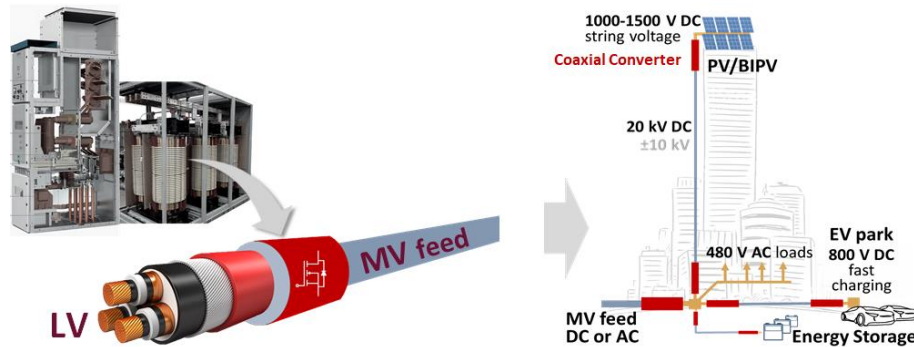 LV
MV feed
1000-1500 V DC
string voltage
Coaxial Converter
PV/BIPV
20 kV DC
±10 kV
480 V AC loads
EV park
800 V DC
fast
charging
MV feed
DC or AC
Energy Storage